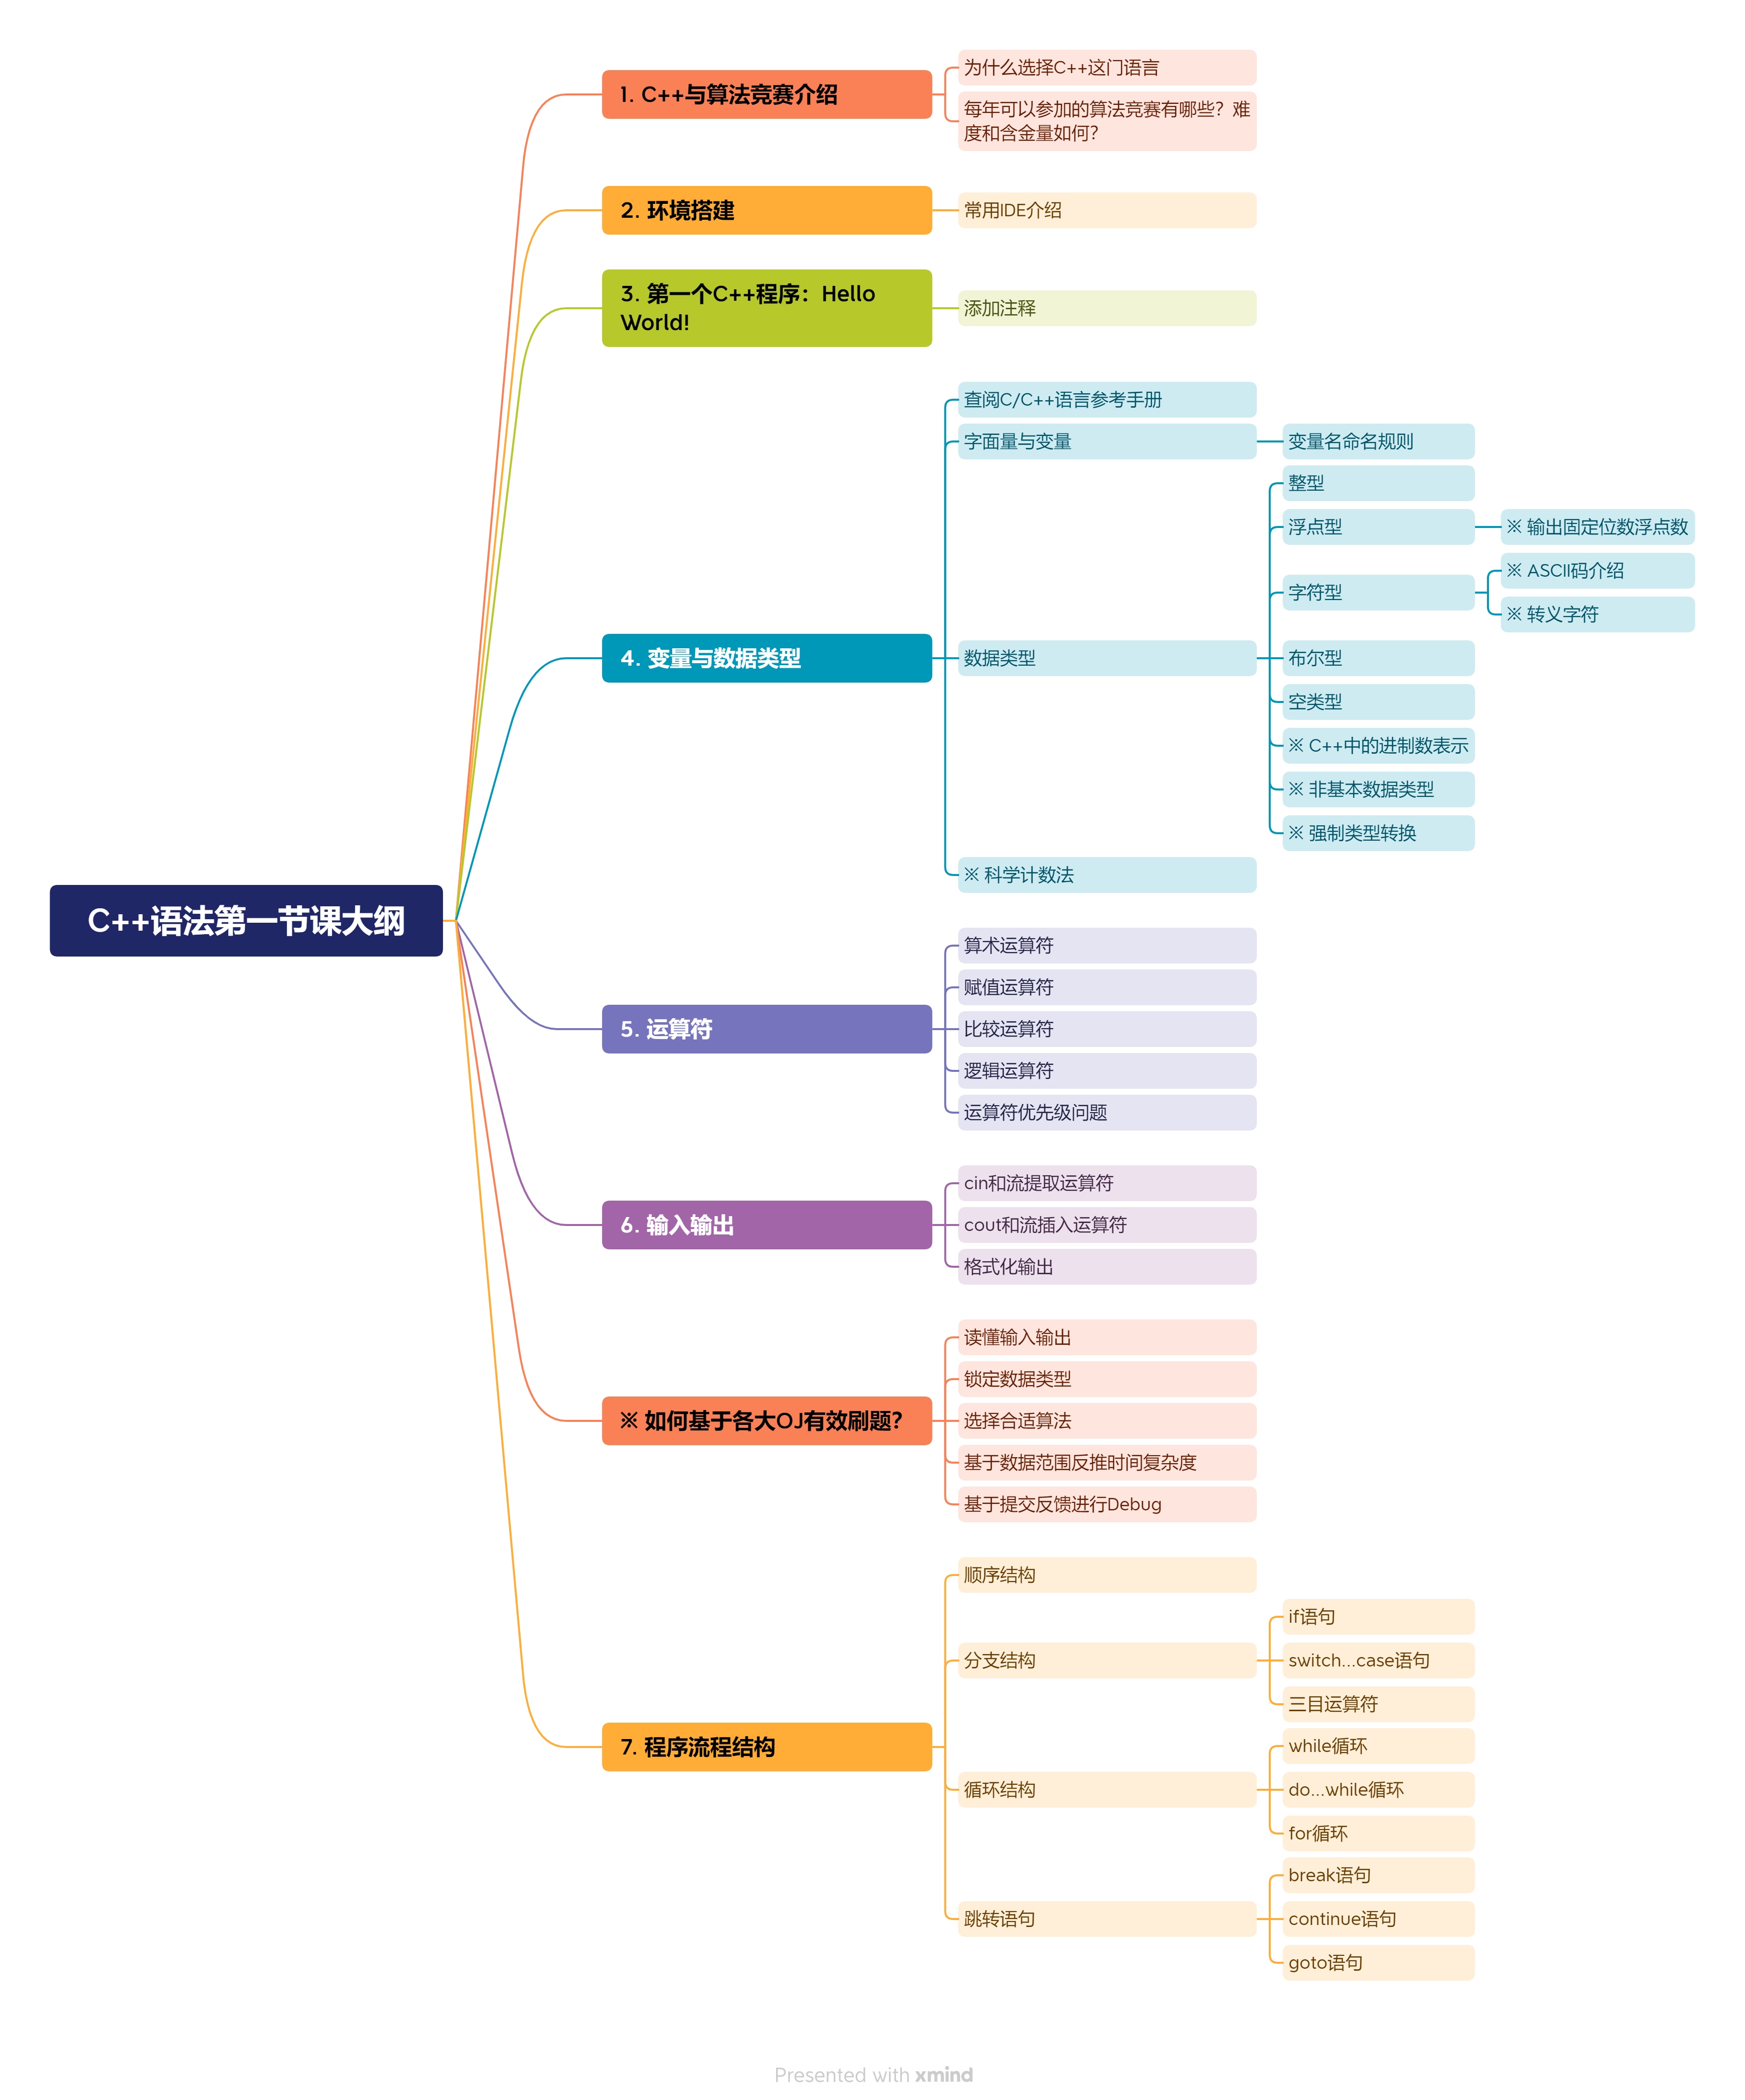 C++语法第一节课大纲
1. C++与算法竞赛介绍
为什么选择C++这门语言
每年可以参加的算法竞赛有哪些？难
度和含金量如何？
2. 环境搭建
常用IDE介绍
3. 第一个C++程序：Hello
World!
添加注释
4. 变量与数据类型
查阅C/C++语言参考手册
字面量与变量
变量名命名规则
数据类型
整型
浮点型
※ 输出固定位数浮点数
字符型
※ ASCII码介绍
※ 转义字符
布尔型
空类型
※ C++中的进制数表示
※ 非基本数据类型
※ 强制类型转换
※ 科学计数法
5. 运算符
算术运算符
赋值运算符
比较运算符
逻辑运算符
运算符优先级问题
6. 输入输出
cin和流提取运算符
cout和流插入运算符
格式化输出
※ 如何基于各大OJ有效刷题？
读懂输入输出
锁定数据类型
选择合适算法
基于数据范围反推时间复杂度
基于提交反馈进行Debug
7. 程序流程结构
顺序结构
分支结构
if语句
switch...case语句
三目运算符
循环结构
while循环
do...while循环
for循环
跳转语句
break语句
continue语句
goto语句
Presented with xmind